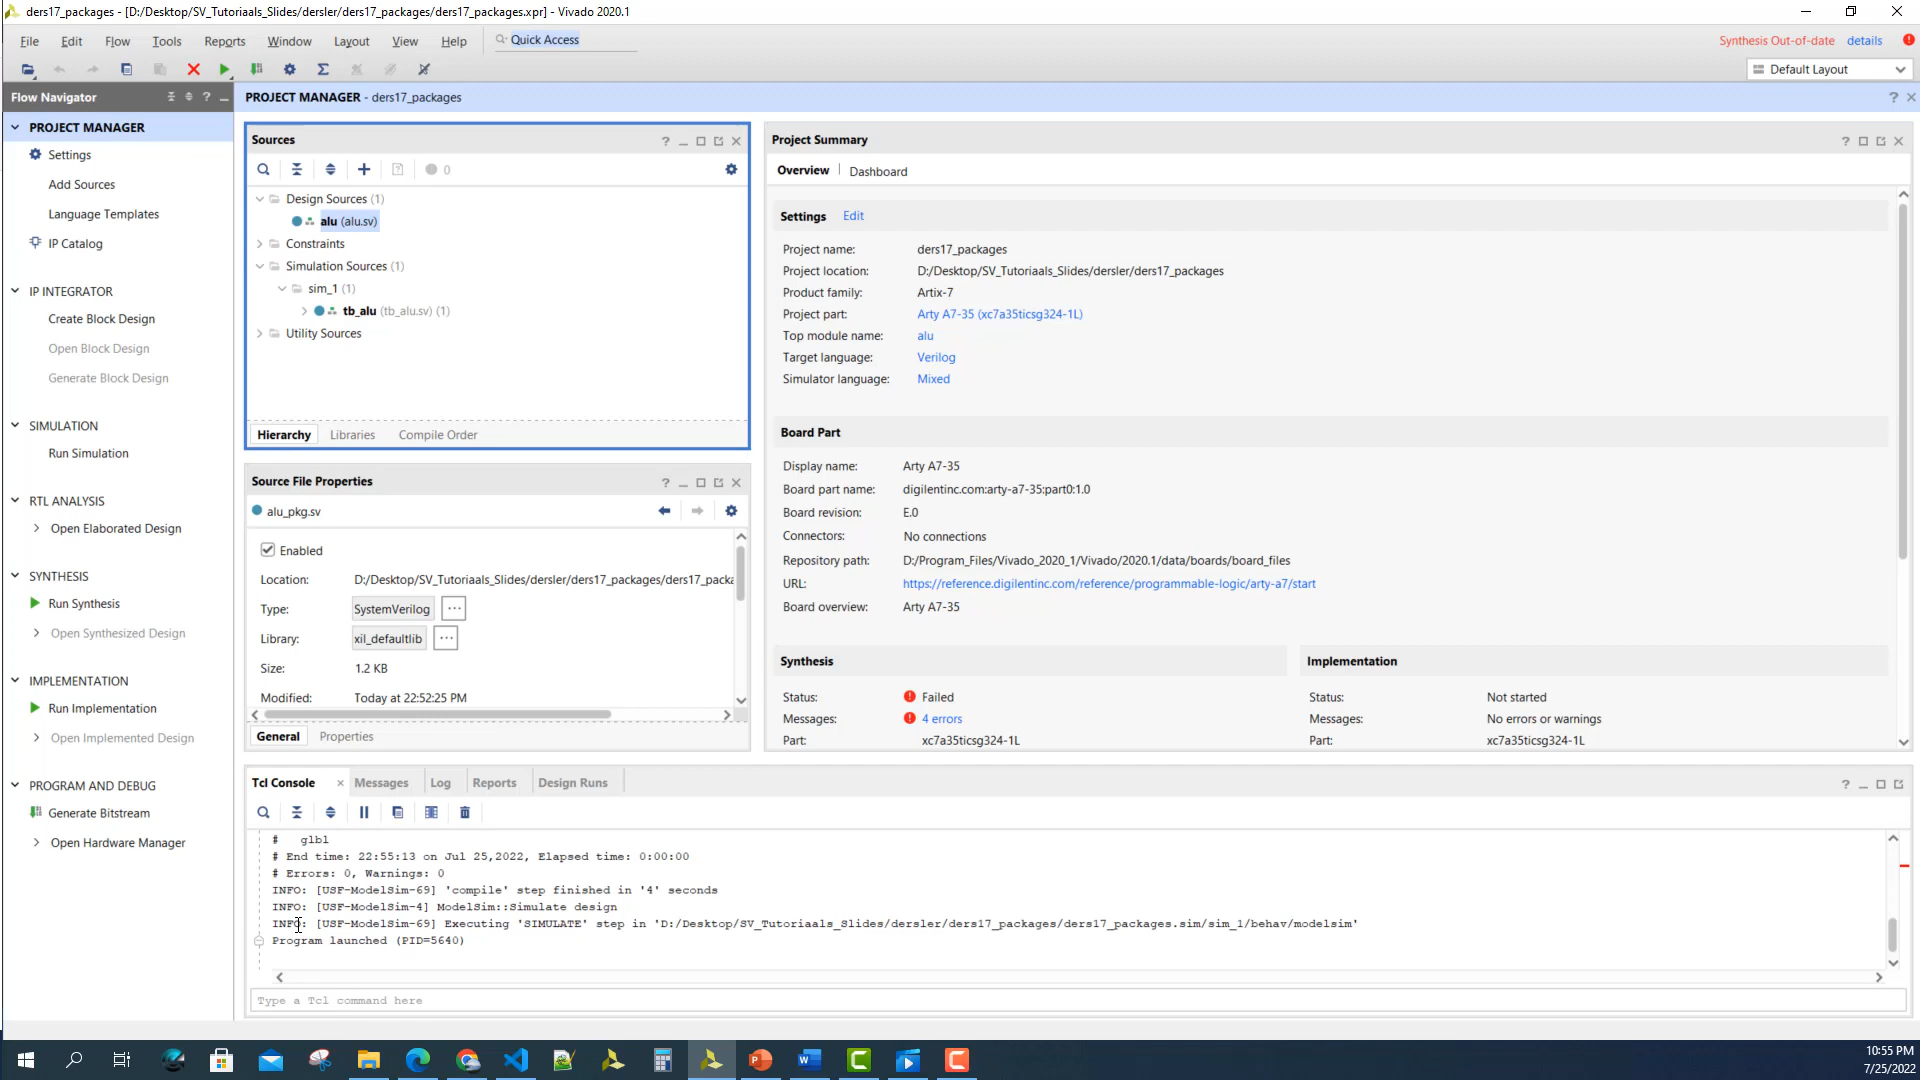 ders17_packages - [D:/Desktop/SV_Tutoriaals_Slides/dersler/ders17_packages/ders17_packages.xpr] - Vivado 2020.1
File Edit Flow Tools Reports Window Layout View Help Quick Access
Synthesis Out-of-date details
Default Layout
Flow Navigator
PROJECT MANAGER - ders17_packages
PROJECT MANAGER
Settings
Add Sources
Language Templates
IP Catalog
IP INTEGRATOR
Create Block Design
Open Block Design
Generate Block Design
SIMULATION
Run Simulation
RTL ANALYSIS
Open Elaborated Design
SYNTHESIS
Run Synthesis
Open Synthesized Design
IMPLEMENTATION
Run Implementation
Open Implemented Design
PROGRAM AND DEBUG
Generate Bitstream
Open Hardware Manager
Sources
0
Design Sources (1)
alu (alu.sv)
Constraints
Simulation Sources (1)
sim_1 (1)
tb_alu (tb_alu.sv) (1)
Utility Sources
Hierarchy Libraries Compile Order
Source File Properties
alu_pkg.sv
Enabled
Location: D:/Desktop/SV_Tutoriaals_Slides/dersler/ders17_packages/ders17_packa
Type: SystemVerilog ...
Library: xil_defaultlib ...
Size: 1.2 KB
Modified: Today at 22:52:25 PM
General Properties
Project Summary
Overview Dashboard
Settings Edit
Project name: ders17_packages
Project location: D:/Desktop/SV_Tutoriaals_Slides/dersler/ders17_packages
Product family: Artix-7
Project part: Arty A7-35 (xc7a35ticsg324-1L)
Top module name: alu
Target language: Verilog
Simulator language: Mixed
Board Part
Display name: Arty A7-35
Board part name: digilentinc.com:arty-a7-35:part0:1.0
Board revision: E.0
Connectors: No connections
Repository path: D:/Program_Files/Vivado_2020_1/Vivado/2020.1/data/boards/board_files
URL: https://reference.digilentinc.com/reference/programmable-logic/arty-a7/start
Board overview: Arty A7-35
Synthesis
Status: Failed
Messages: 4 errors
Part: xc7a35ticsg324-1L
Implementation
Status: Not started
Messages: No errors or warnings
Part: xc7a35ticsg324-1L
Tcl Console Messages Log Reports Design Runs
# glbl
# End time: 22:55:13 on Jul 25,2022, Elapsed time: 0:00:00
# Errors: 0, Warnings: 0
INFO: [USF-ModelSim-69] 'compile' step finished in '4' seconds
INFO: [USF-ModelSim-4] ModelSim::Simulate design
INFO: [USF-ModelSim-69] Executing 'SIMULATE' step in 'D:/Desktop/SV_Tutoriaals_Slides/dersler/ders17_packages/ders17_packages.sim/sim_1/behav/modelsim'
Program launched (PID=5640)
Type a Tcl command here
10:55 PM
7/25/2022